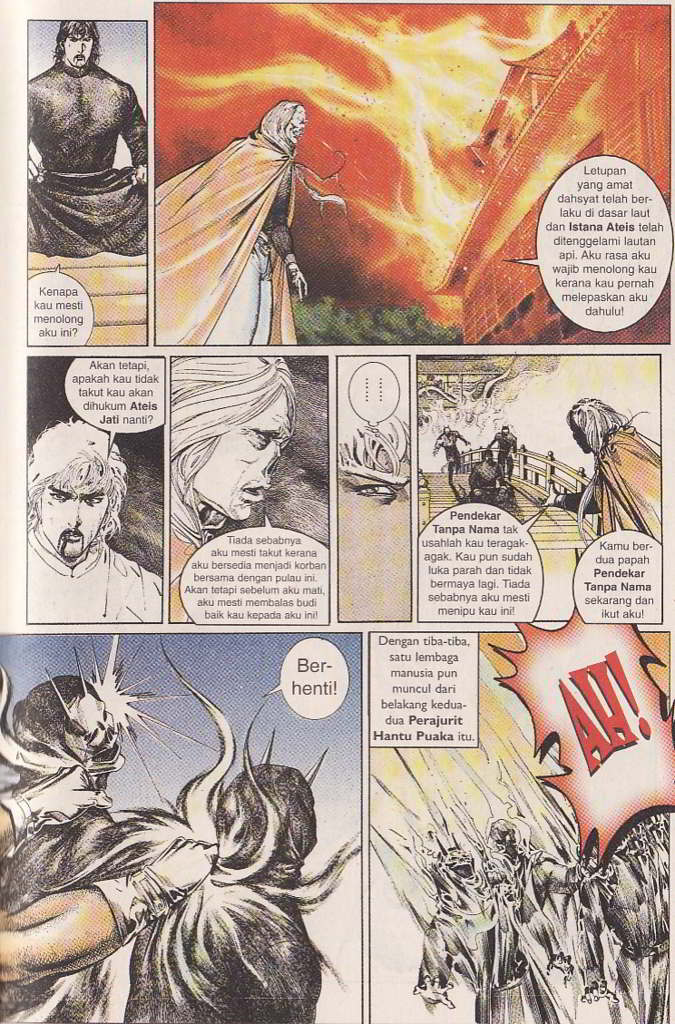 Kenapa
kau mesti
menolong
aku ini?
Letupan
yang amat
dahsyat telah ber-
laku di dasar laut
dan Istana Ateis telah
ditenggelami lautan
api. Aku rasa aku
wajib menolong kau
kerana kau pernah
melepaskan aku
dahulu!
Akan tetapi,
apakah kau tidak
takut kau akan
dihukum Ateis
Jati nanti?
Tiada sebabnya
aku mesti takut kerana
aku bersedia menjadi korban
bersama dengan pulau ini.
Akan tetapi sebelum aku mati,
aku mesti membalas budi
baik kau kepada aku ini!
......
Pendekar
Tanpa Nama tak
usahlah kau teragak-
agak. Kau pun sudah
luka parah dan tidak
bermaya lagi. Tiada
sebabnya aku mesti
menipu kau ini!
Kamu ber-
dua papah
Pendekar
Tanpa Nama
sekarang dan
ikut aku!
Ber-
henti!
Dengan tiba-tiba,
satu lembaga
manusia pun
muncul dari
belakang kedua-
dua Perajurit
Hantu Puaka itu.
AH!